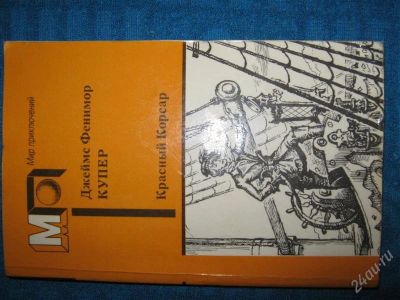 Мир приключений
МП
Джеймс Фенимор
КУПЕР
Красный Корсар
24au.ru